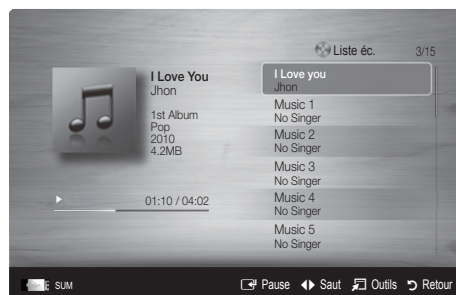 Liste éc. 3/15
I Love You
Jhon
1st Album
Pop
2010
4.2MB
01:10 / 04:02
I Love you
Jhon
Music 1
No Singer
Music 2
No Singer
Music 3
No Singer
Music 4
No Singer
Music 5
No Singer
SUM Pause Saut Outils Retour